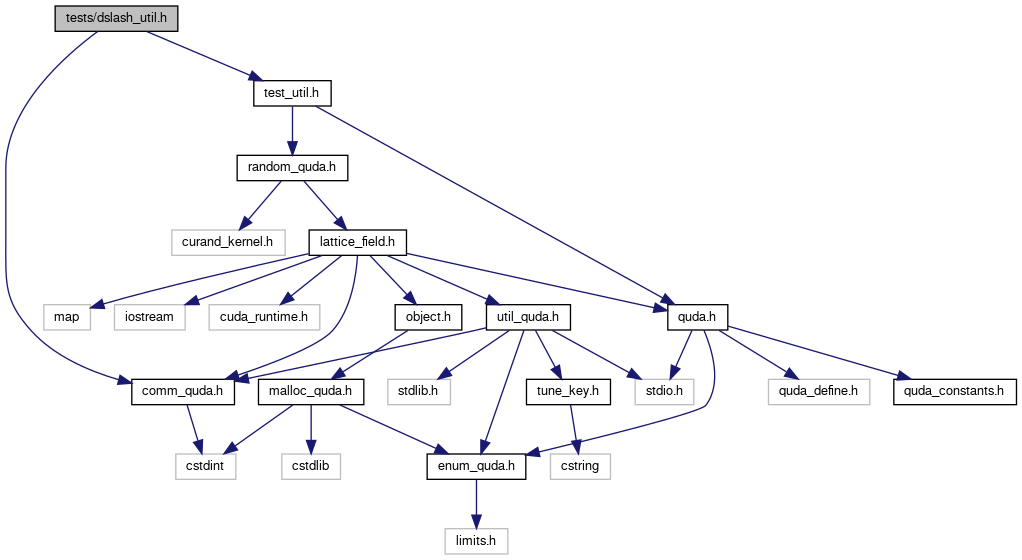 tests/dslash_util.h
test_util.h
random_quda.h
curand_kernel.h
lattice_field.h
map
iostream
cuda_runtime.h
object.h
util_quda.h
quda.h
comm_quda.h
malloc_quda.h
stdlib.h
tune_key.h
stdio.h
quda_define.h
quda_constants.h
cstdint
cstdlib
enum_quda.h
cstring
limits.h